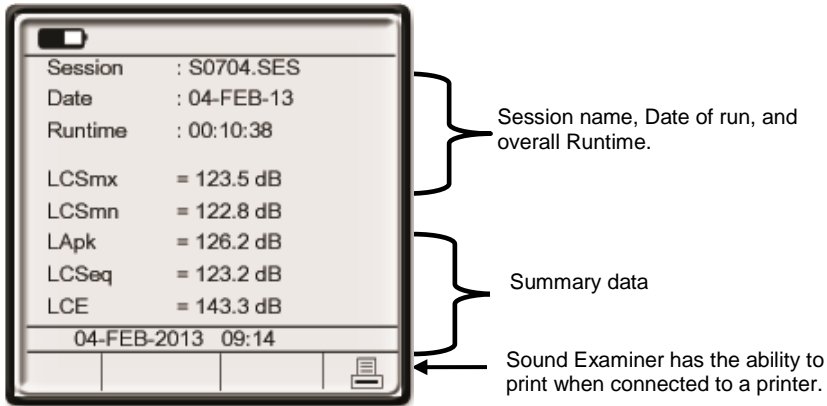 Session : S0704.SES
Date : 04-FEB-13
Runtime : 00:10:38
LCSmx = 123.5 dB
LCSmn = 122.8 dB
LApk = 126.2 dB
LCSeq = 123.2 dB
LCE = 143.3 dB
04-FEB-2013 09:14
Session name, Date of run, and
overall Runtime.
Summary data
Sound Examiner has the ability to
print when connected to a printer.